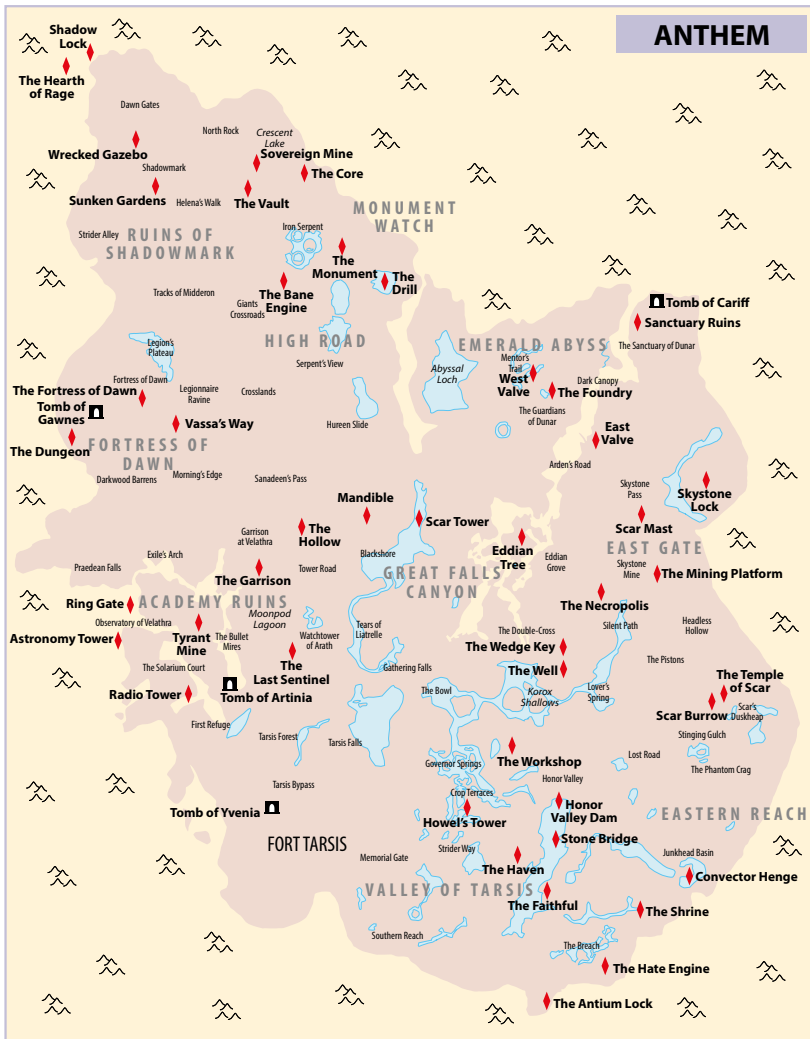 ANTHEM
Shadow
Lock
The Hearth
of Rage
Dawn Gates
North Rock
Crescent
Lake
Wrecked Gazebo
Sovereign Mine
Shadowmark
The Core
Sunken Gardens
Helena's Walk
The Vault
MONUMENT
WATCH
Strider Alley
RUINS OF
SHADOWMARK
Iron Serpent
The
Monument
The
Drill
Tracks of Midderon
The Bane
Engine
Giants
Crossroads
Tomb of Cariff
Sanctuary Ruins
HIGH ROAD
EMERALD ABYSS
The Sanctuary of Dunar
Legion's
Plateau
Serpent's View
Abyssal
Loch
Mentor's
Trail
West
Valve
Dark Canopy
The Foundry
Fortress of Dawn
The Fortress of Dawn
Legionnaire
Ravine
Crosslands
Tomb of
Gawnes
Vassa's Way
Hureen Slide
The Guardians
of Dunar
East
Valve
The Dungeon
FORTRESS OF
DAWN
Arden's Road
Darkwood Barrens
Morning's Edge
Sanadeen's Pass
Skystone
Pass
Skystone
Lock
Mandible
Scar Tower
Scar Mast
The
Hollow
Garrison
at Velathra
Eddian
Tree
EAST GATE
Exile's Arch
Blackshore
Eddian
Grove
Praedean Falls
The Garrison
Tower Road
GREAT FALLS
CANYON
Skystone
Mine
The Mining Platform
Ring Gate
ACADEMY RUINS
The Necropolis
Observatory of Velathra
Moonpod
Lagoon
Headless
Hollow
Astronomy Tower
Tyrant
Mine
The Bullet
Mires
Watchtower
of Arath
Tears of
Liatrelle
The Double-Cross
Silent Path
The Wedge Key
The Solarium Court
The
Last Sentinel
Gathering Falls
The Well
The Pistons
Radio Tower
Tomb of Artinia
The Bowl
Korox
Shallows
Lover's
Spring
The Temple
of Scar
Scar Burrow
Scar's
Duskheap
First Refuge
Tarsis Forest
Tarsis Falls
Stinging Gulch
The Workshop
Lost Road
The Phantom Crag
Governor Springs
Honor Valley
Tarsis Bypass
Crop Terraces
Tomb of Yvenia
Howel's Tower
Honor
Valley Dam
EASTERN REACH
FORT TARSIS
Strider Way
Stone Bridge
Memorial Gate
The Haven
Junkhead Basin
Convector Henge
VALLEY OF TARSIS
The Faithful
The Shrine
Southern Reach
The Breach
The Hate Engine
The Antium Lock